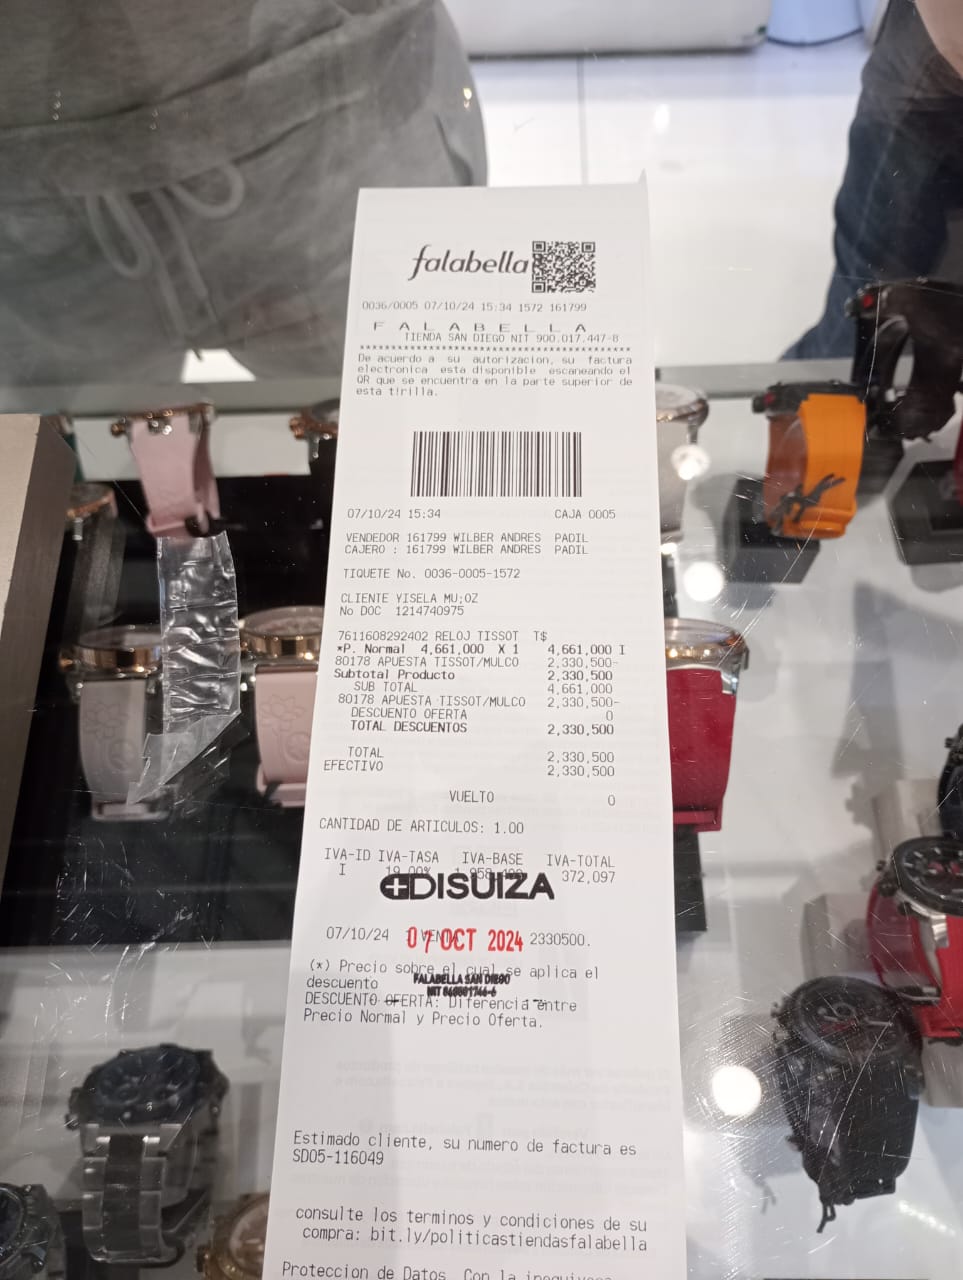 falabella
0036/0005 07/10/24 15:34 1572 161799
F A L A B E L L A
TIENDA SAN DIEGO NIT 900.017.447-8
******************************************
De acuerdo a su autorizacion, su factura
electronica esta disponible escaneando el
QR que se encuentra en la parte superior de
esta tirilla.
07/10/24 15:34 CAJA 0005
VENDEDOR 161799 WILBER ANDRES PADIL
CAJERO : 161799 WILBER ANDRES PADIL
TIQUETE No. 0036-0005-1572
CLIENTE YISELA MU;OZ
No DOC 1214740975
7611608292402 RELOJ TISSOT T$
*P. Normal 4,661,000 X 1 4,661,000 I
80178 APUESTA TISSOT/MULCO 2,330,500-
Subtotal Producto 2,330,500
SUB TOTAL 4,661,000
80178 APUESTA TISSOT/MULCO 2,330,500-
DESCUENTO OFERTA 0
TOTAL DESCUENTOS 2,330,500
TOTAL 2,330,500
EFECTIVO 2,330,500
VUELTO 0
CANTIDAD DE ARTICULOS: 1.00
IVA-ID IVA-TASA IVA-BASE IVA-TOTAL
I 19.00% 372,097
DISUIZA
07/10/24 2330500.
07 OCT 2024
(*) Precio sobre el cual se aplica el
descuento
FALABELLA SAN DIEGO
DESCUENTO OFERTA: Diferencia entre
Precio Normal y Precio Oferta.
Estimado cliente, su numero de factura es
SD05-116049
consulte los terminos y condiciones de su
compra: bit.ly/politicastiendasfalabella
Proteccion de Datos. Con la